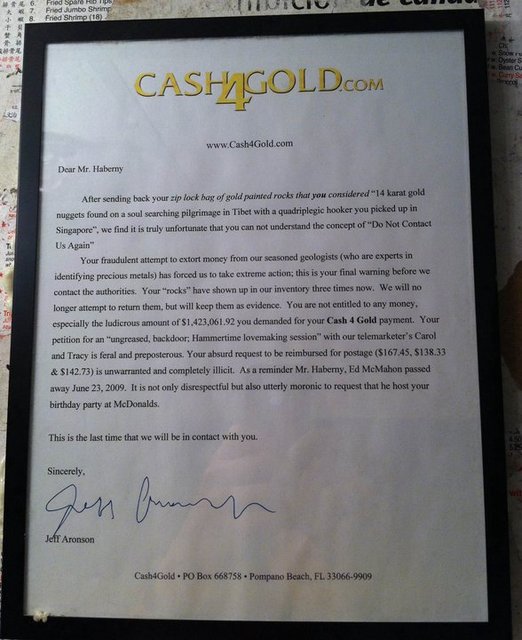 6. Fried Spare Rib Tips
7. Fried Jumbo Shrimp
8. Fried Shrimp (18)
CASH4GOLD.COM
www.Cash4Gold.com
Dear Mr. Haberny
After sending back your zip lock bag of gold painted rocks that you considered “14 karat gold
nuggets found on a soul searching pilgrimage in Tibet with a quadriplegic hooker you picked up in
Singapore”, we find it is truly unfortunate that you can not understand the concept of “Do Not Contact
Us Again”
Your fraudulent attempt to extort money from our seasoned geologists (who are experts in
identifying precious metals) has forced us to take extreme action; this is your final warning before we
contact the authorities. Your “rocks” have shown up in our inventory three times now. We will no
longer attempt to return them, but will keep them as evidence. You are not entitled to any money,
especially the ludicrous amount of $1,423,061.92 you demanded for your Cash 4 Gold payment. Your
petition for an “ungreased, backdoor; Hammertime lovemaking session” with our telemarketer’s Carol
and Tracy is feral and preposterous. Your absurd request to be reimbursed for postage ($167.45, $138.33
& $142.73) is unwarranted and completely illicit. As a reminder Mr. Haberny, Ed McMahon passed
away June 23, 2009. It is not only disrespectful but also utterly moronic to request that he host your
birthday party at McDonalds.
This is the last time that we will be in contact with you.
Sincerely,
Jeff Aronson
Jeff Aronson
Cash4Gold • PO Box 668758 • Pompano Beach, FL 33066-9909